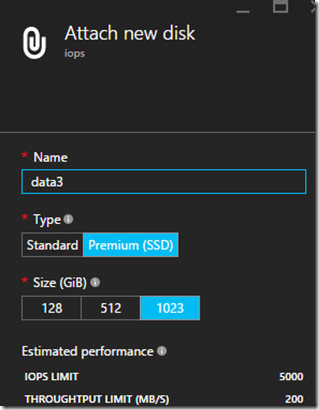 Attach new disk
iops
* Name
data3
* Type
Standard Premium (SSD)
* Size (GiB)
128 512 1023
Estimated performance
IOPS LIMIT 5000
THROUGHTPUT LIMIT (MB/S) 200